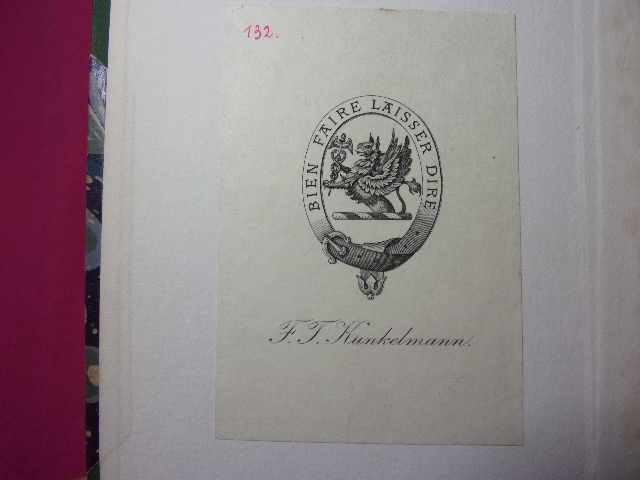 132.
BIEN FAIRE LAISSER DIRE
F. T. Kunkelmann.